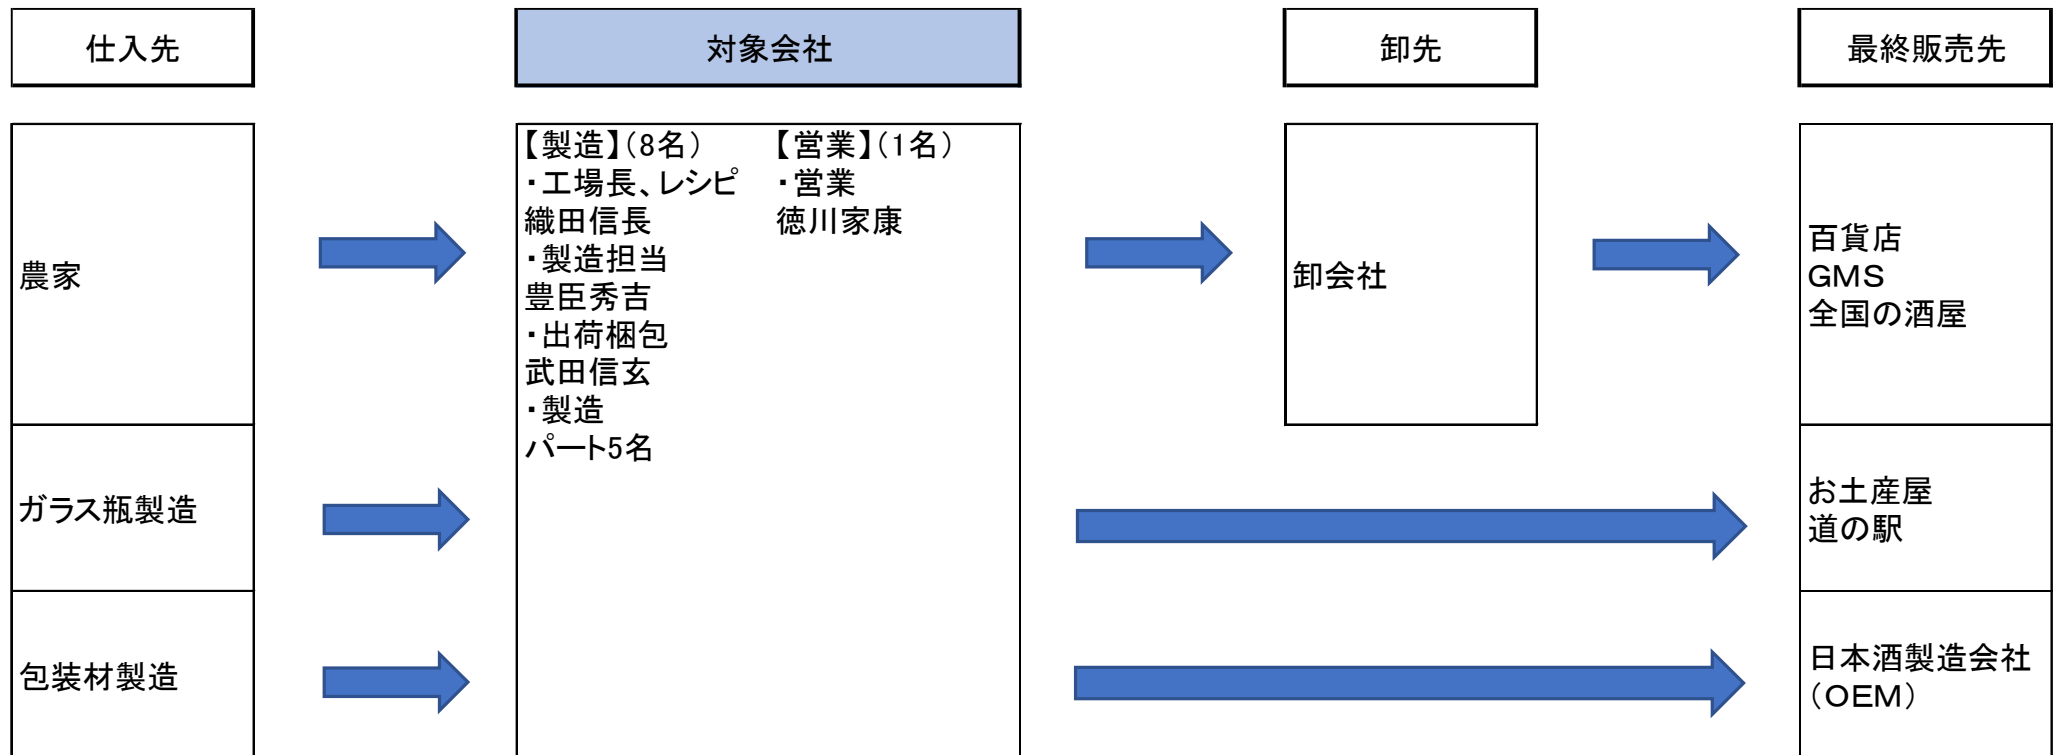 仕入先
対象会社
卸先
最終販売先
農家
ガラス瓶製造
包装材製造
【製造】(8名)
・工場長、レシピ
織田信長
・製造担当
豊臣秀吉
・出荷梱包
武田信玄
・製造
パート5名
【営業】(1名)
・営業
徳川家康
卸会社
百貨店
GMS
全国の酒屋
お土産屋
道の駅
日本酒製造会社
(OEM)